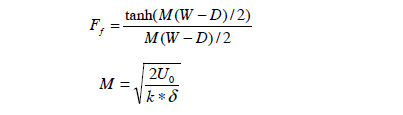 F_f = tanh(M(W − D)/2) / M(W − D)/2
M = √(2U_0 / k * δ)